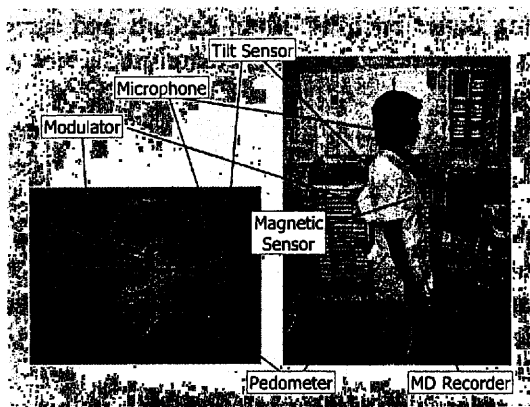 Tilt Sensor
Microphone
Modulator
Magnetic
Sensor
Pedometer
MD Recorder